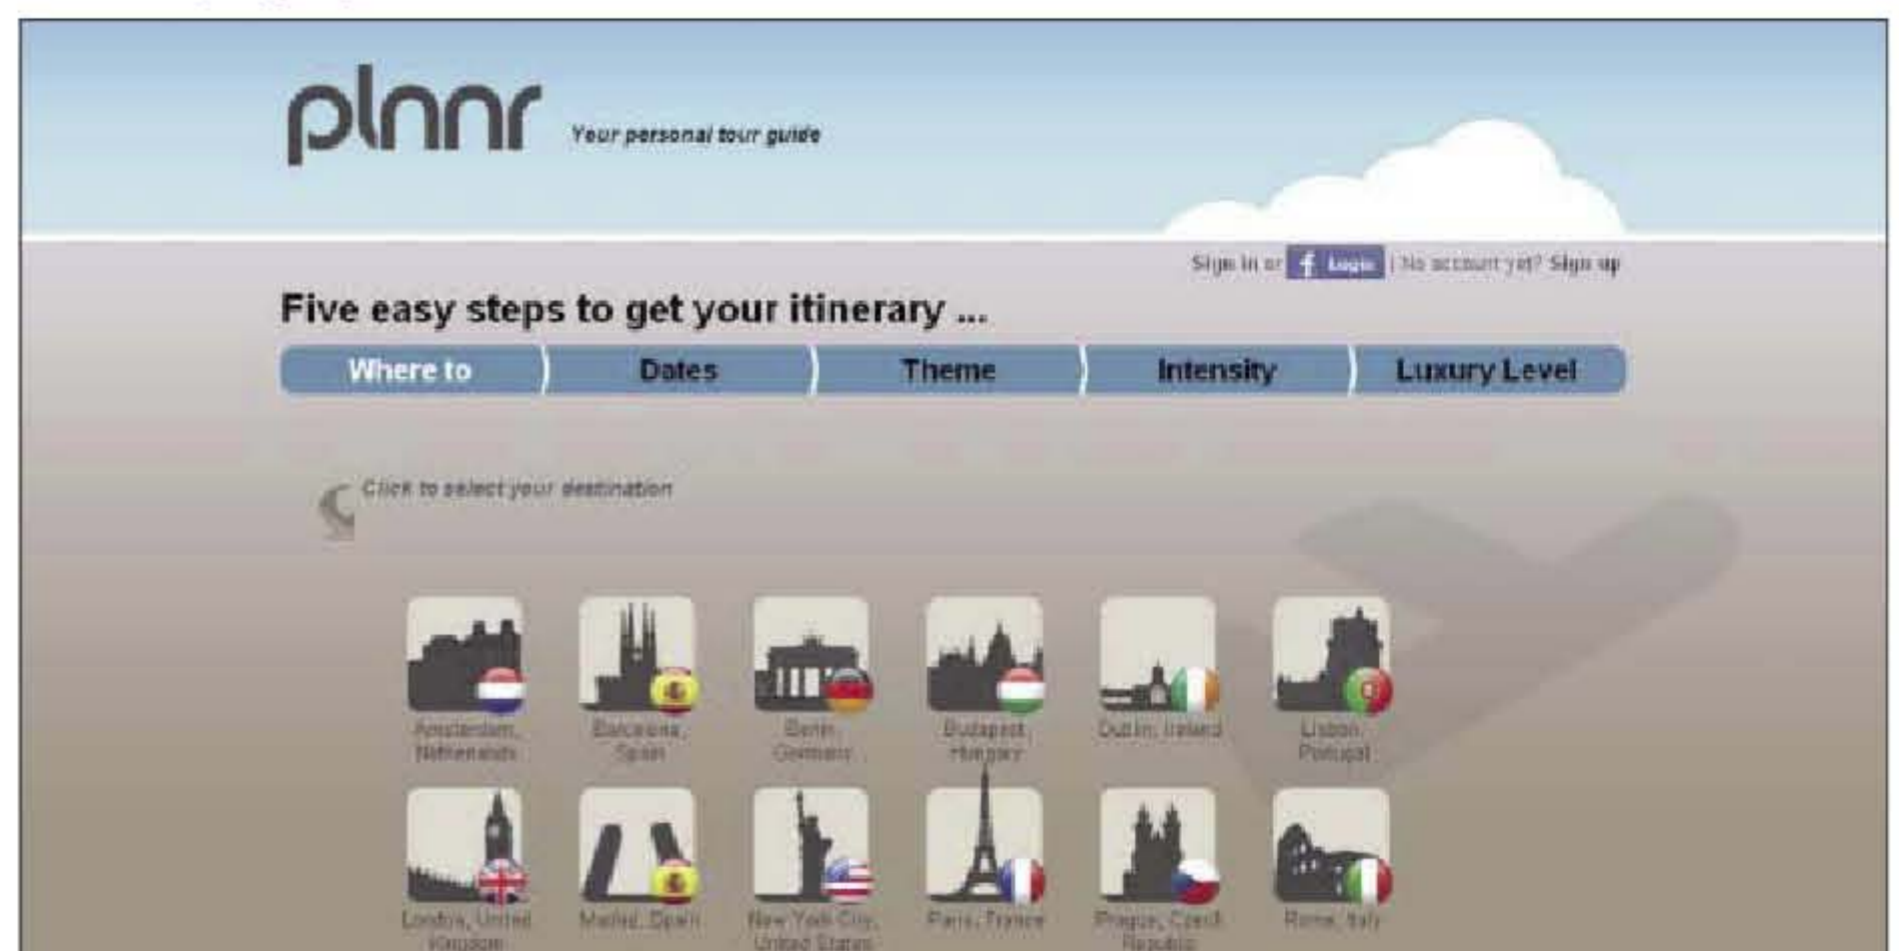 plnnr
Your personal tour guide
Sign in or f Login | No account yet? Sign up
Five easy steps to get your itinerary ...
Where to Dates Theme Intensity Luxury Level
Click to select your destination
Amsterdam, Barcelona, Berlin, Budapest, Dublin, Ireland Lisbon,
Netherlands Spain Germany Hungary Portugal
London, United Madrid, Spain New York City, Paris, France Prague, Czech Rome, Italy
Kingdom United States Republic